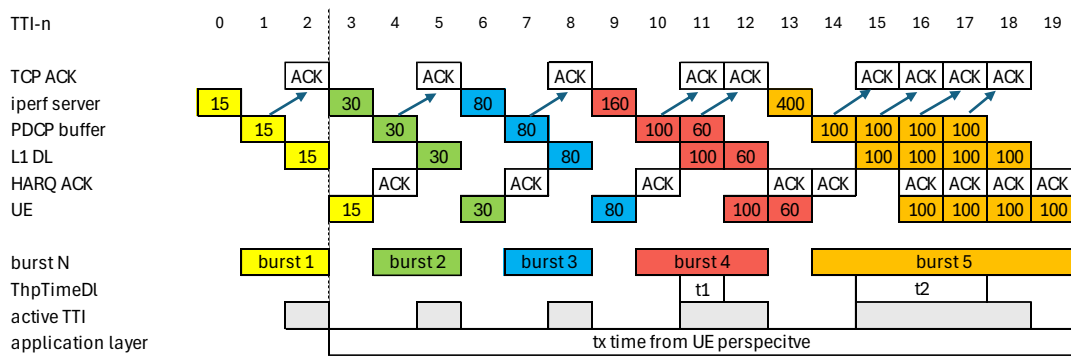 TTI-n 0 1 2 3 4 5 6 7 8 9 10 11 12 13 14 15 16 17 18 19
TCP ACK ACK ACK ACK ACK ACK ACK ACK ACK ACK
iperf server 15 30 80 160 400
PDCP buffer 15 30 80 100 60 100 100 100 100
L1 DL 15 30 80 100 60 100 100 100 100
HARQ ACK ACK ACK ACK ACK ACK ACK ACK ACK ACK
UE 15 30 80 100 60 100 100 100 100
burst N burst 1 burst 2 burst 3 burst 4 burst 5
ThpTimeDl t1 t2
active TTI
application layer tx time from UE perspecitve